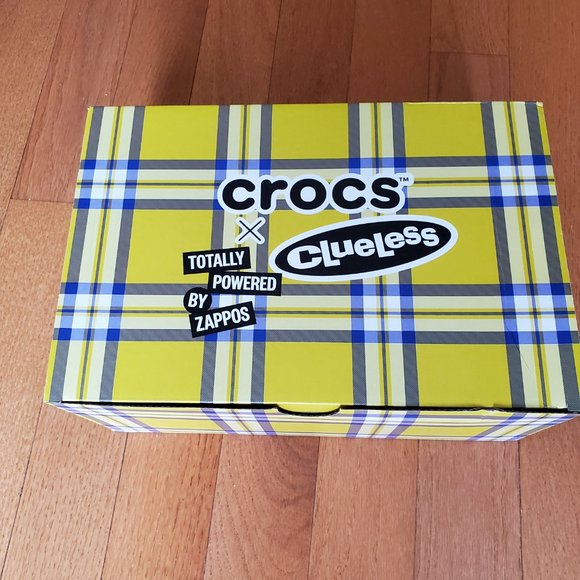 crocs™
×
CLUELESS
TOTALLY
POWERED
BY
ZAPPOS